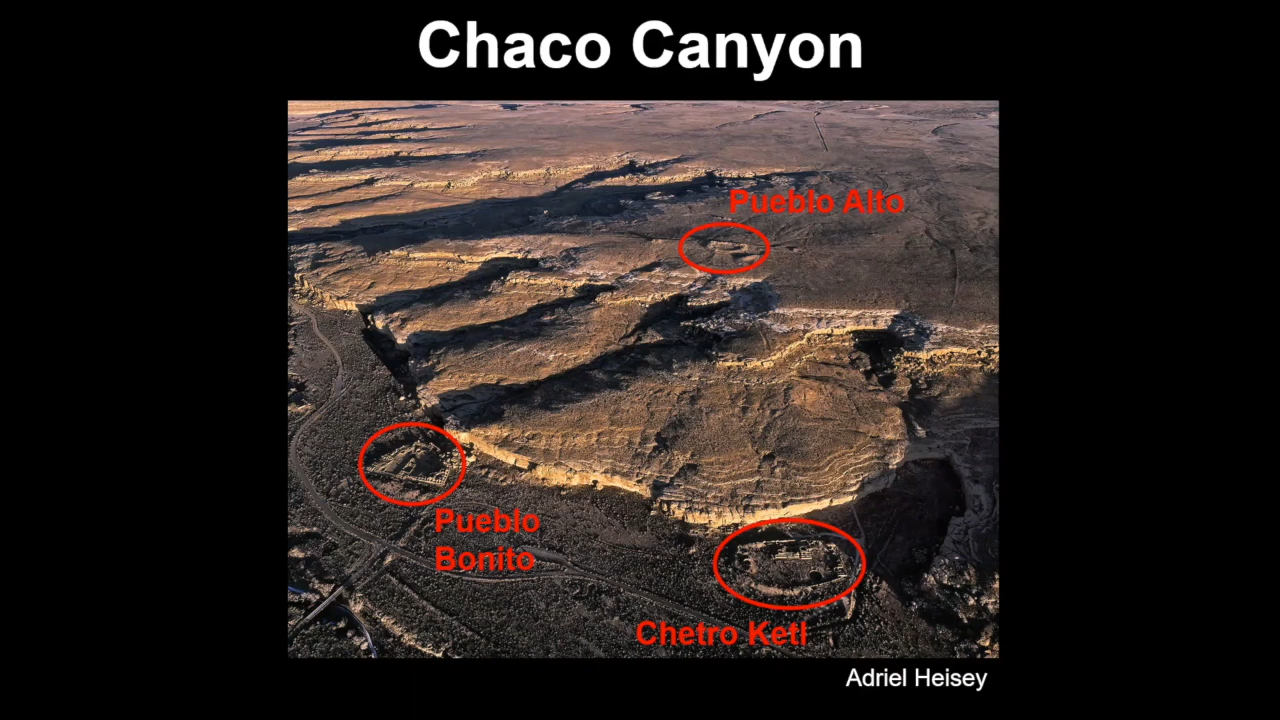 Chaco Canyon
Pueblo Alto
Pueblo
Bonito
Chetro Ketl
Adriel Heisey